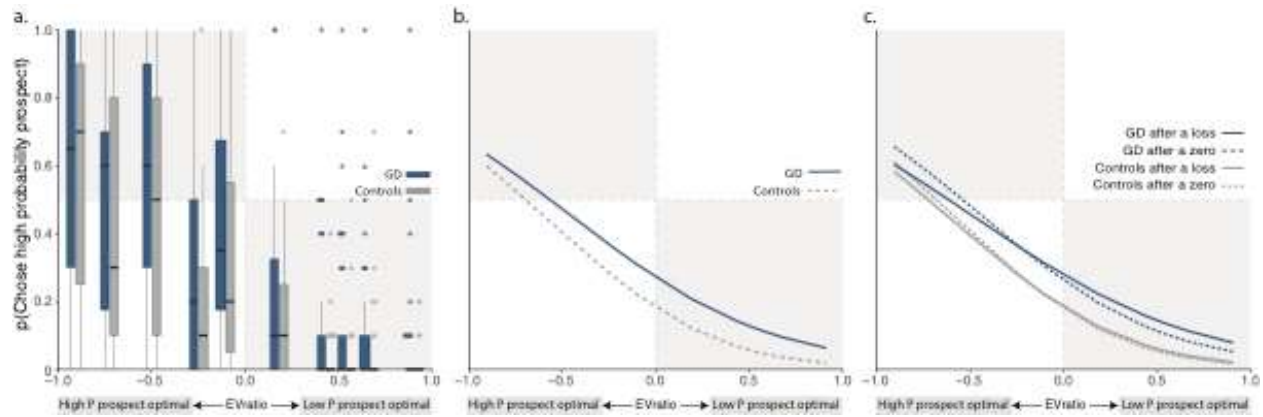 a.
p(Chose high probability prospect)
1.0
0.8
0.6
0.4
0.2
0
GD
Controls
−1.0 −0.5 0.0 0.5 1.0
High P prospect optimal EVratio Low P prospect optimal
b.
GD
Controls
−1.0 −0.5 0.0 0.5 1.0
High P prospect optimal EVratio Low P prospect optimal
c.
GD after a loss
GD after a zero
Controls after a loss
Controls after a zero
−1.0 −0.5 0.0 0.5 1.0
High P prospect optimal EVratio Low P prospect optimal